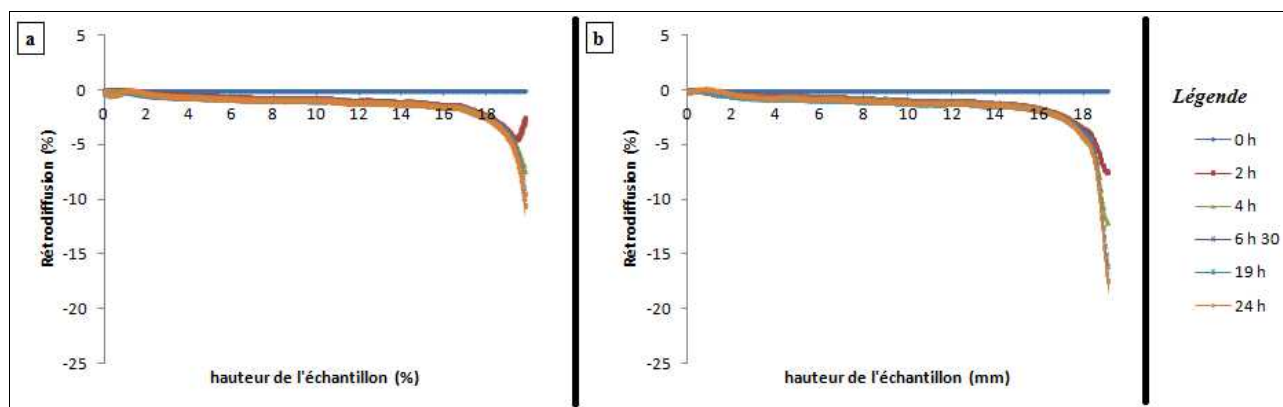 a
Rétrodiffusion (%)
5
0
-5
-10
-15
-20
-25
0 2 4 6 8 10 12 14 16 18
hauteur de l'échantillon (%)
b
Rétrodiffusion (%)
5
0
-5
-10
-15
-20
-25
0 2 4 6 8 10 12 14 16 18
hauteur de l'échantillon (mm)
Légende
0 h
2 h
4 h
6 h 30
19 h
24 h